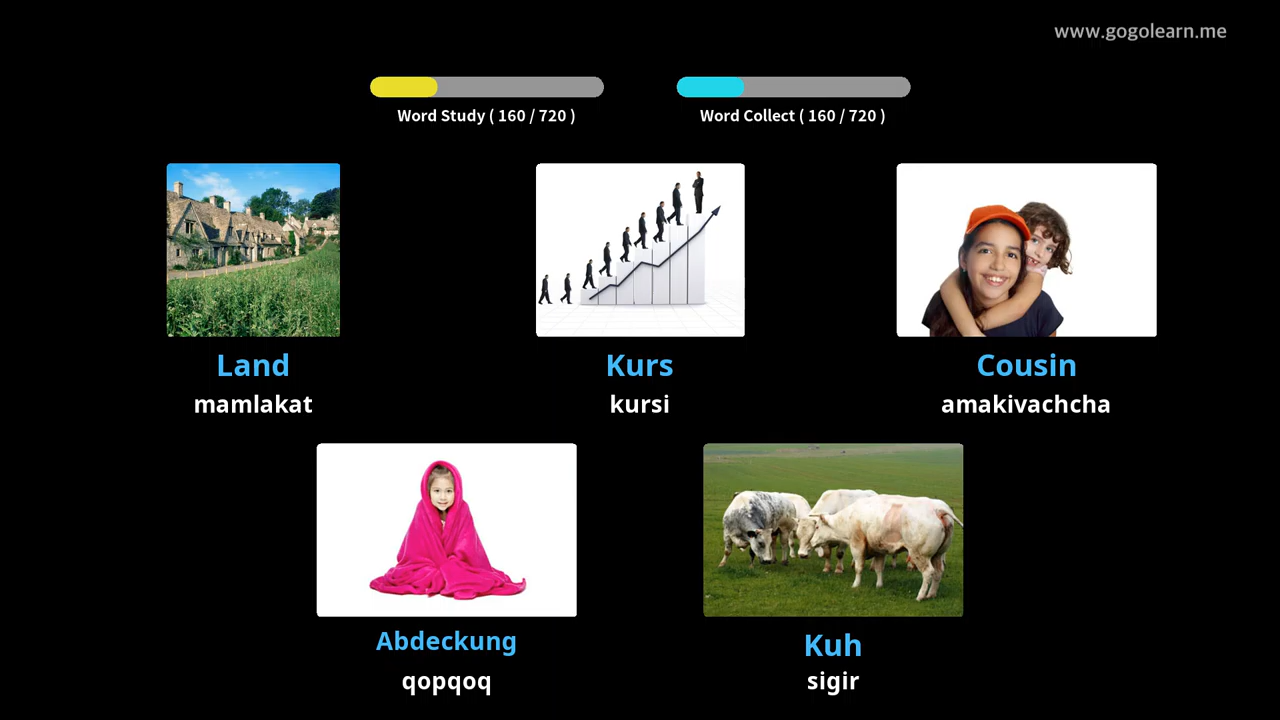 www.gogolearn.me
Word Study ( 160 / 720 )
Word Collect ( 160 / 720 )
Land
mamlakat
Kurs
kursi
Cousin
amakivachcha
Abdeckung
qopqoq
Kuh
sigir